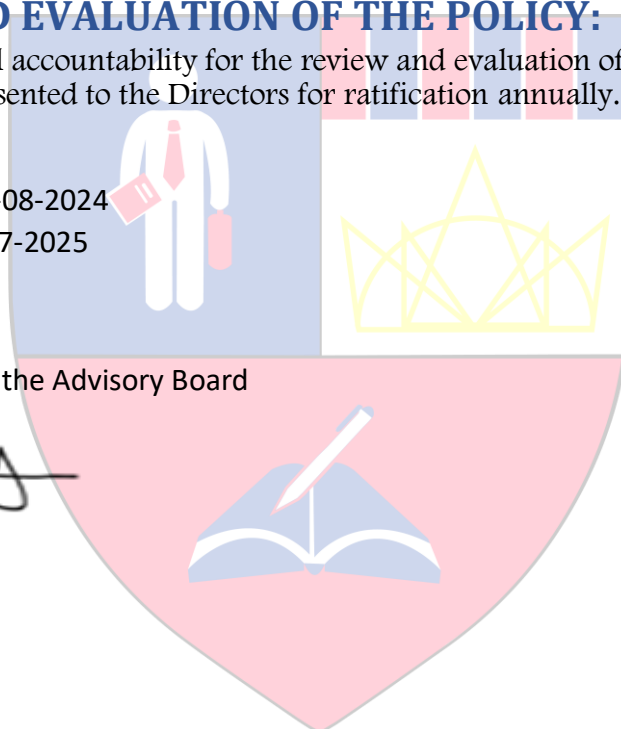 D EVALUATION OF THE POLICY:
l accountability for the review and evaluation of
sented to the Directors for ratification annually.
-08-2024
7-2025
the Advisory Board